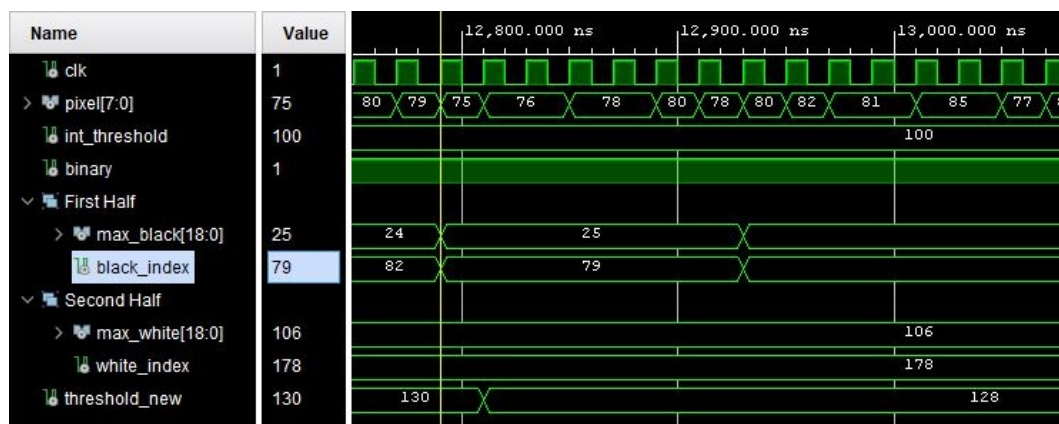 Name Value 12,800.000 ns 12,900.000 ns 13,000.000 ns
clk 1
pixel[7:0] 75 80 79 75 76 78 80 78 80 82 81 85 77
int_threshold 100 100
binary 1
First Half
max_black[18:0] 25 24 25
black_index 79 82 79
Second Half
max_white[18:0] 106 106
white_index 178 178
threshold_new 130 130 128